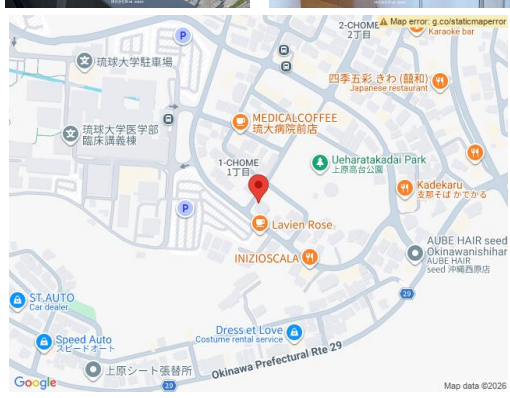 2-CHOME
2丁目
Map error: g.co/staticmaperror
Karaoke bar
琉球大学駐車場
P
四季五彩 きわ (囍和)
Japanese restaurant
MEDICALCOFFEE
琉大病院前店
琉球大学医学部
臨床講義棟
1-CHOME
1丁目
Ueharatakadai Park
上原高台公園
Kadekaru
支那そば かでかる
P
Lavien Rose
AUBE HAIR seed
Okinawanishihar
AUBE HAIR
seed 沖縄西原店
INIZIOSCALA
29
ST.AUTO
Car dealer
Dress et Love
Costume rental service
Speed Auto
スピードオート
Okinawa Prefectural Rte 29
上原シート張替所
29
Google
Map data ©2026